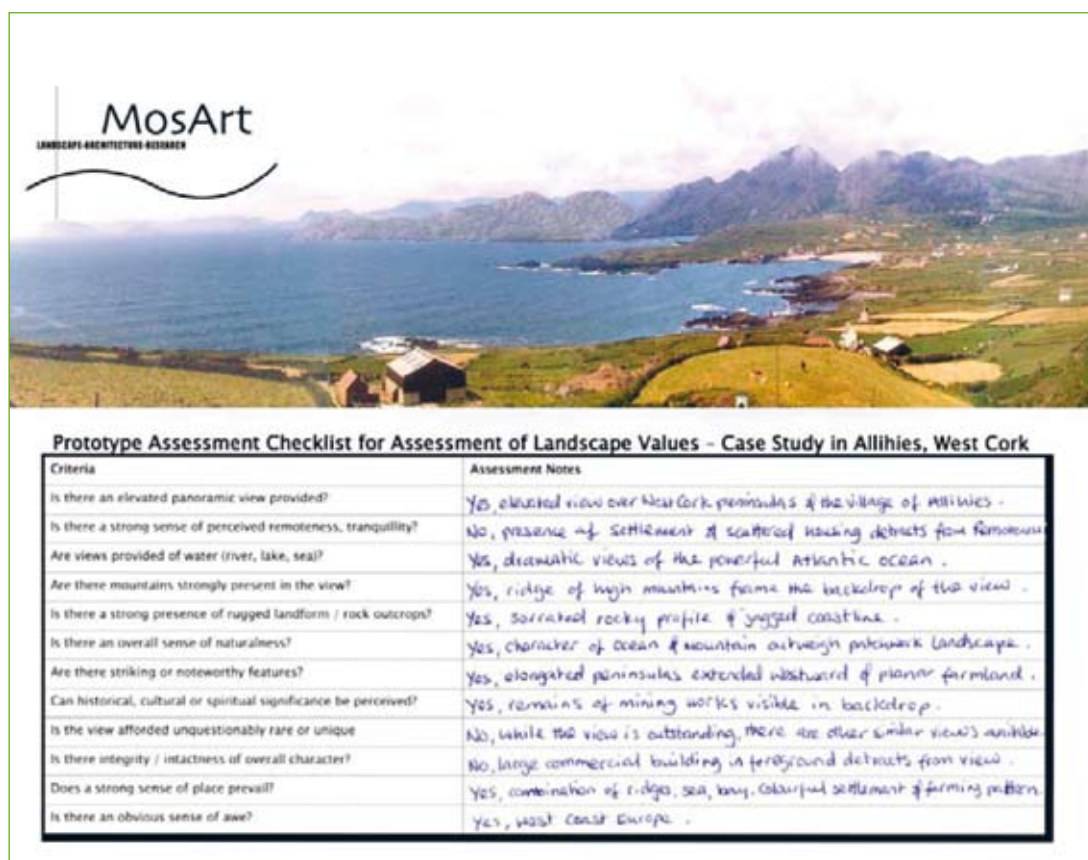 MosArt
LANDSCAPE-ARCHITECTURE-RESEARCH
Prototype Assessment Checklist for Assessment of Landscape Values - Case Study in Allihies, West Cork
Criteria Assessment Notes
Is there an elevated panoramic view provided? Yes, elevated view over West Cork peninsulas & the village of Allihies.
Is there a strong sense of perceived remoteness, tranquillity? No, presence of settlement & scattered housing detracts from
Are views provided of water (river, lake, sea)? Yes, dramatic views of the powerful Atlantic ocean.
Are there mountains strongly present in the view? Yes, ridge of high mountains frame the backdrop of the view.
Is there a strong presence of rugged landform / rock outcrops? Yes, serrated rocky profile & jagged coastline.
Is there an overall sense of naturalness? Yes, character of ocean & mountain outweigh patchwork landscape.
Are there striking or noteworthy features? Yes, elongated peninsulas extended westward & planar farmland.
Can historical, cultural or spiritual significance be perceived? Yes, remains of mining works visible in backdrop.
Is the view afforded unquestionably rare or unique No, while the view is outstanding, there are other similar views available
Is there integrity / intactness of overall character? No, large commercial building in foreground detracts from view.
Does a strong sense of place prevail? Yes, combination of ridges, sea, bay, colourful settlement & farming pattern
Is there an obvious sense of awe? Yes, West Coast Europe.